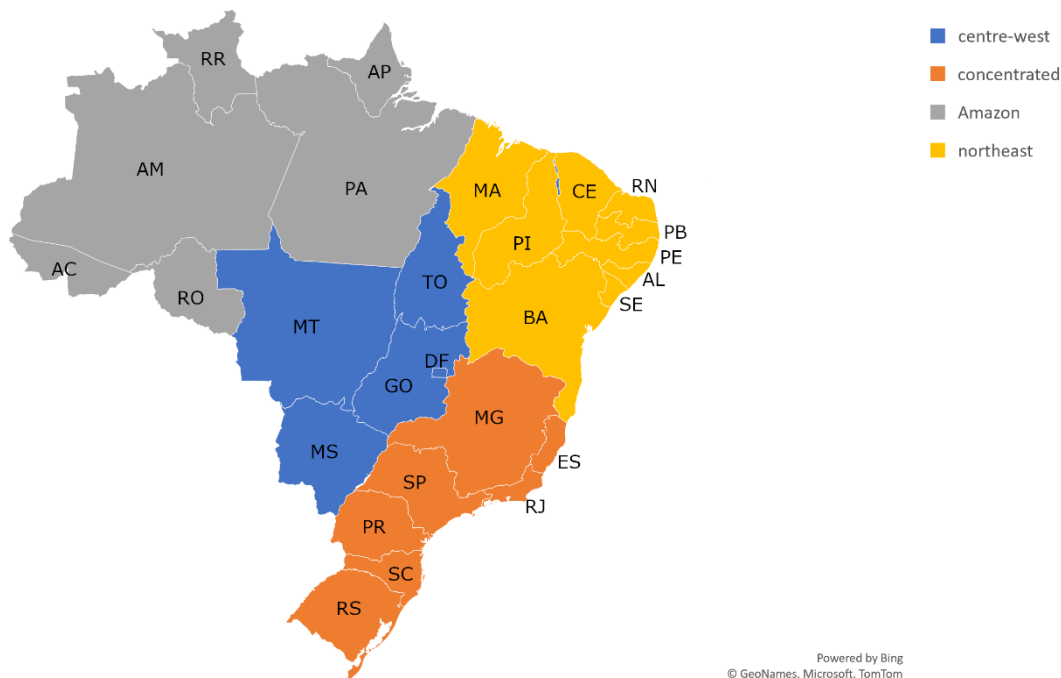 centre-west
concentrated
Amazon
northeast
RR
AP
AM
PA
MA
CE
RN
PB
PI
PE
AC
AL
TO
RO
SE
BA
MT
DF
GO
MG
MS
ES
SP
RJ
PR
SC
RS
Powered by Bing
© GeoNames, Microsoft, TomTom